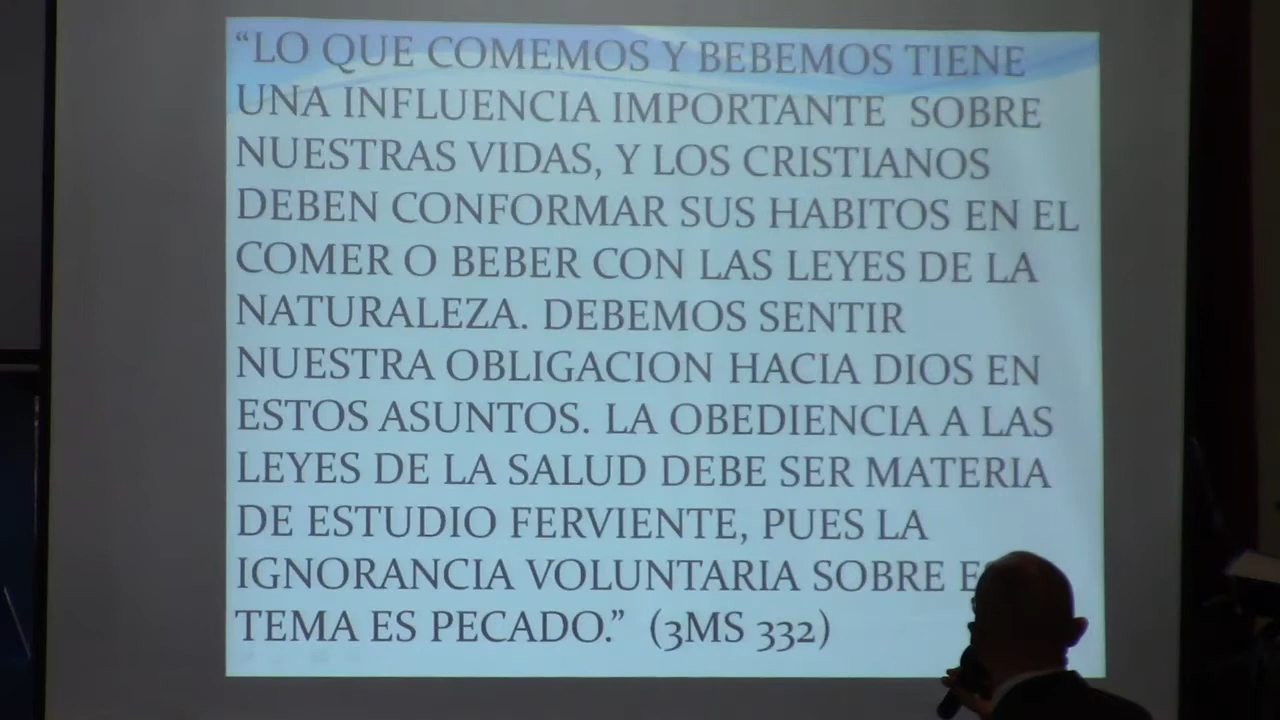 “LO QUE COMEMOS Y BEBEMOS TIENE
UNA INFLUENCIA IMPORTANTE SOBRE
NUESTRAS VIDAS, Y LOS CRISTIANOS
DEBEN CONFORMAR SUS HABITOS EN EL
COMER O BEBER CON LAS LEYES DE LA
NATURALEZA. DEBEMOS SENTIR
NUESTRA OBLIGACION HACIA DIOS EN
ESTOS ASUNTOS. LA OBEDIENCIA A LAS
LEYES DE LA SALUD DEBE SER MATERIA
DE ESTUDIO FERVIENTE, PUES LA
IGNORANCIA VOLUNTARIA SOBRE
TEMA ES PECADO.” (3MS 332)